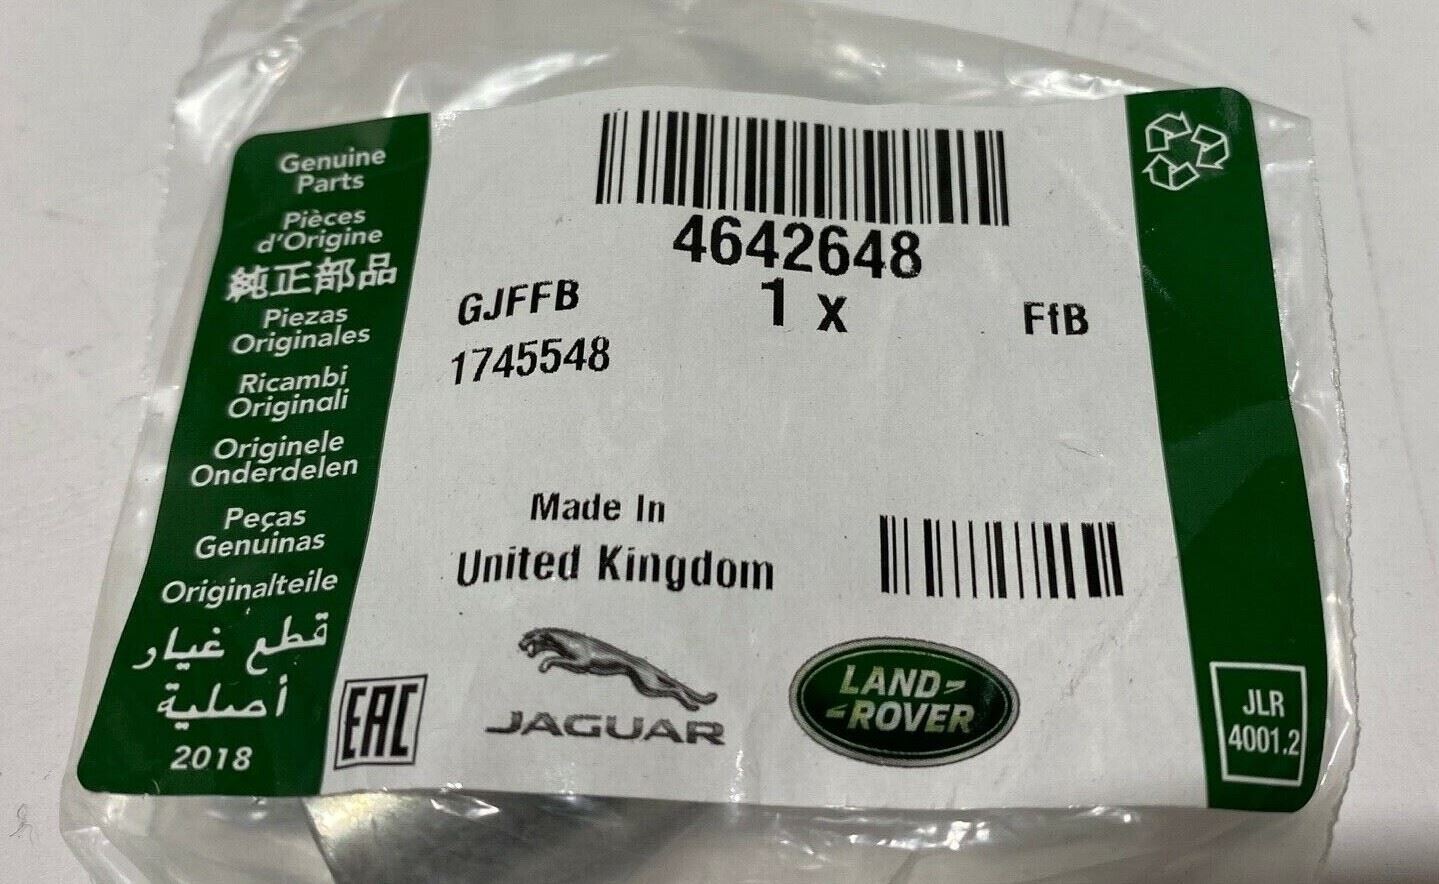 Genuine
Parts
Pièces
d'Origine
純正部品
Piezas
Originales
Ricambi
Originali
Originele
Onderdelen
Peças
Genuinas
Originalteile
قطع غيار
أصلية
2018
EAC
4642648
1 x
GJFFB
FfB
1745548
Made In
United Kingdom
JAGUAR
LAND-
-ROVER
JLR
4001.2